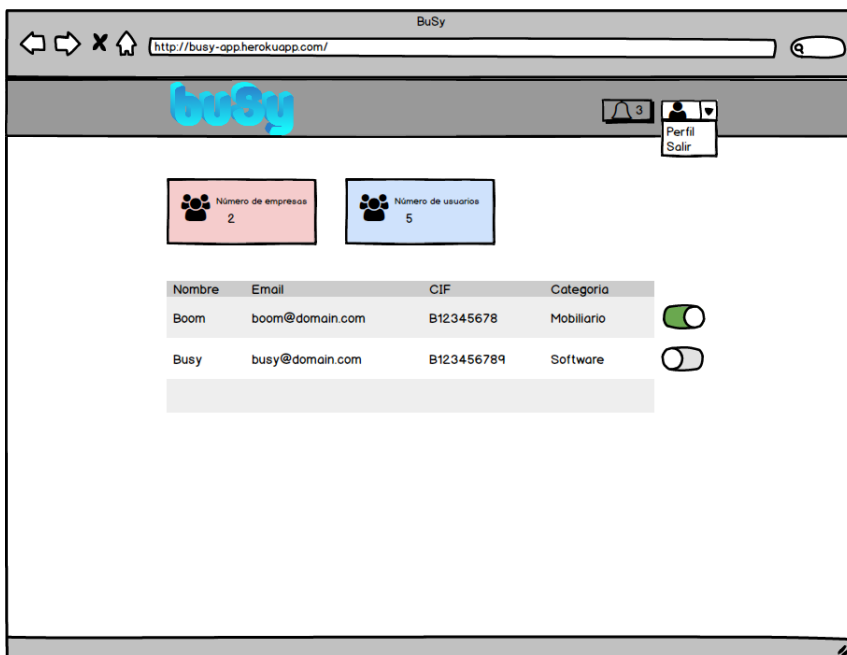 BuSy
http://busy-app.herokuapp.com/
bu8y
3
Perfil
Salir
Número de empresas
2
Número de usuarios
5
Nombre Email CIF Categoria
Boom boom@domain.com B12345678 Mobiliario
Busy busy@domain.com B123456789 Software